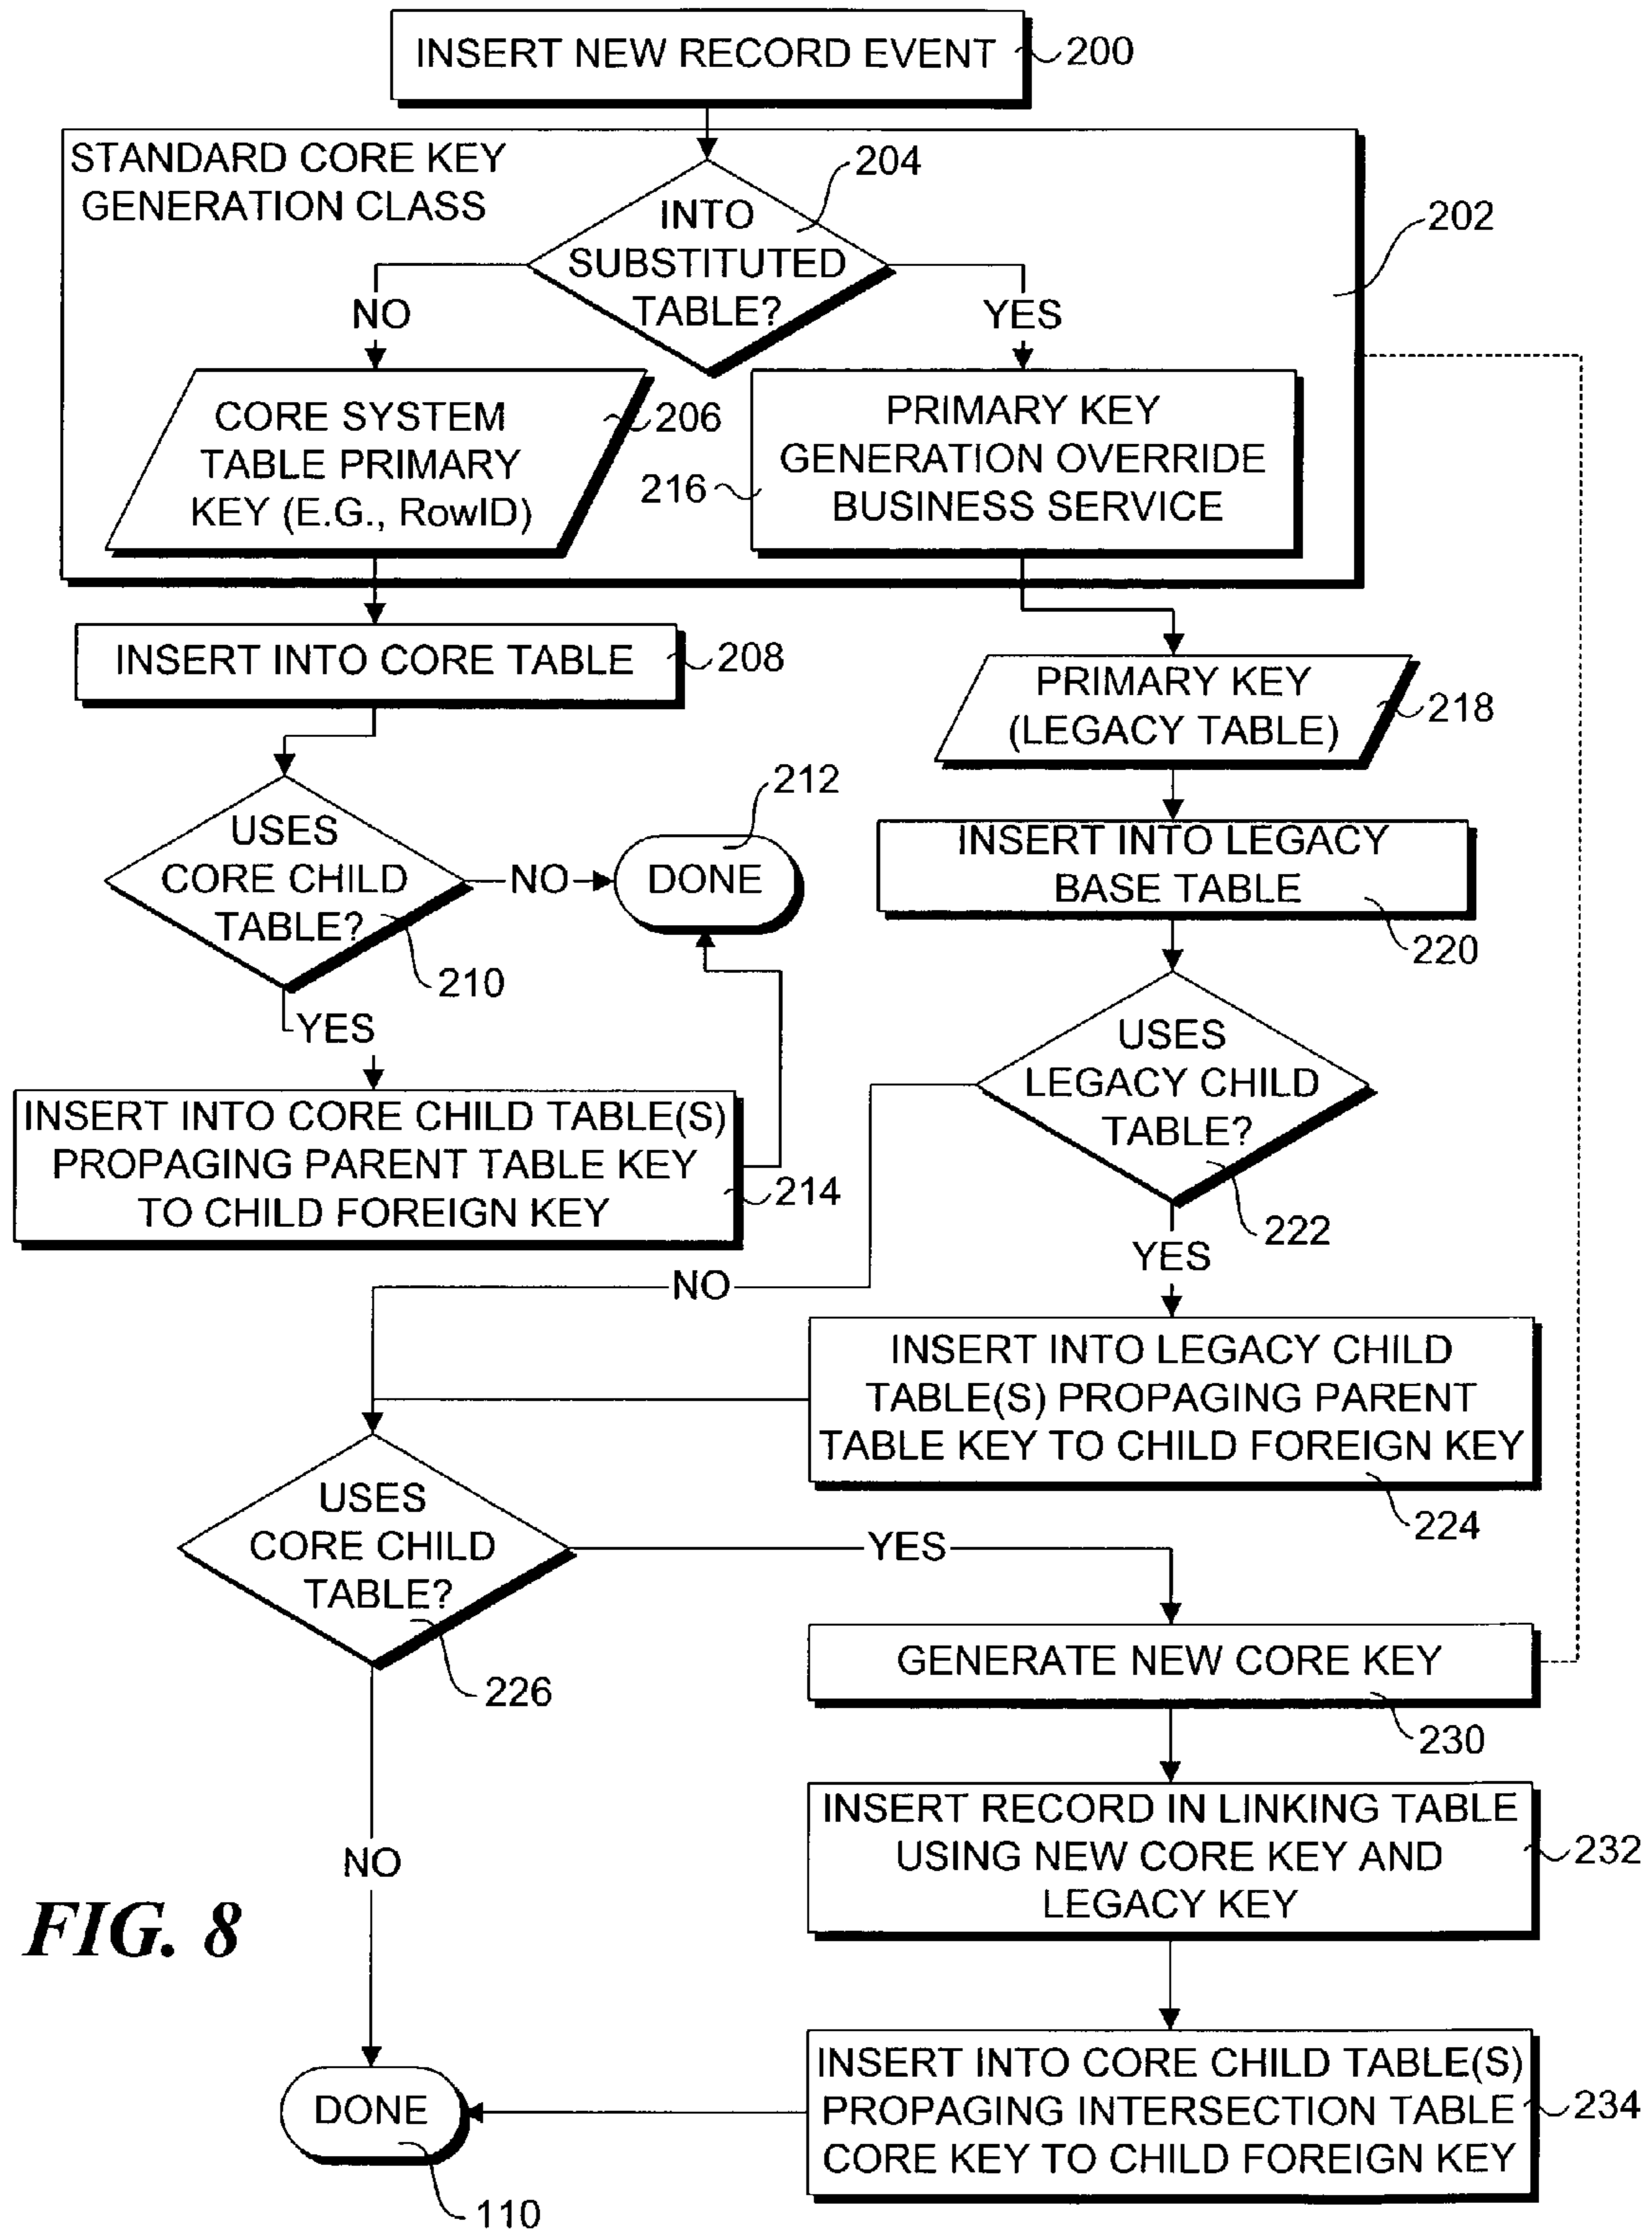 INSERT NEW RECORD EVENT
200
STANDARD CORE KEY
GENERATION CLASS
204
202
INTO
SUBSTITUTED
TABLE?
NO
YES
CORE SYSTEM
TABLE PRIMARY
KEY (E.G., RowID)
206
PRIMARY KEY
GENERATION OVERRIDE
BUSINESS SERVICE
216
INSERT INTO CORE TABLE
208
PRIMARY KEY
(LEGACY TABLE)
218
USES
CORE CHILD
TABLE?
210
NO
DONE
212
INSERT INTO LEGACY
BASE TABLE
220
YES
USES
LEGACY CHILD
TABLE?
222
INSERT INTO CORE CHILD TABLE(S)
PROPAGING PARENT TABLE KEY
TO CHILD FOREIGN KEY
214
YES
NO
INSERT INTO LEGACY CHILD
TABLE(S) PROPAGING PARENT
TABLE KEY TO CHILD FOREIGN KEY
224
USES
CORE CHILD
TABLE?
226
YES
GENERATE NEW CORE KEY
230
INSERT RECORD IN LINKING TABLE
USING NEW CORE KEY AND
LEGACY KEY
232
NO
FIG. 8
INSERT INTO CORE CHILD TABLE(S)
PROPAGING INTERSECTION TABLE
CORE KEY TO CHILD FOREIGN KEY
234
DONE
110